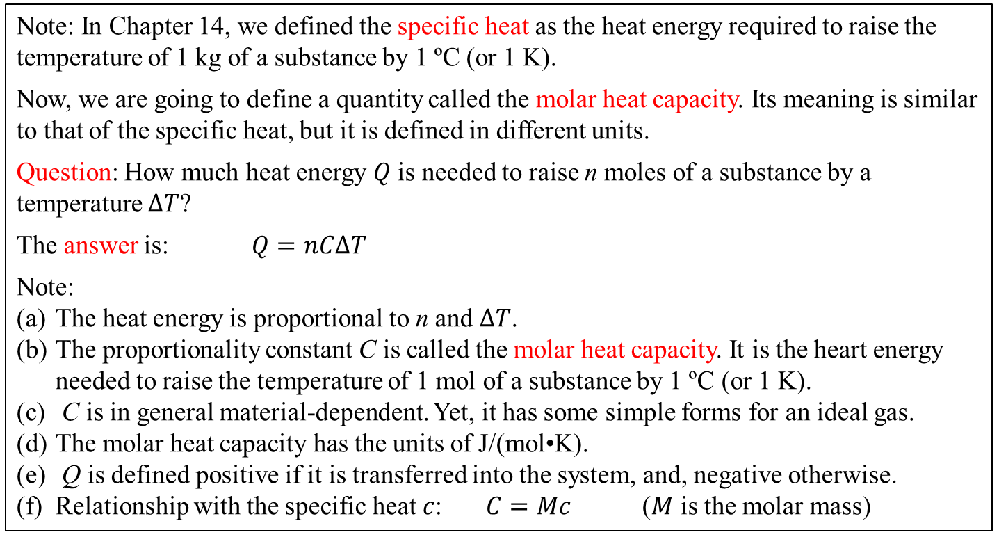 Note: In Chapter 14, we defined the specific heat as the heat energy required to raise the
temperature of 1 kg of a substance by 1 ºC (or 1 K).
Now, we are going to define a quantity called the molar heat capacity. Its meaning is similar
to that of the specific heat, but it is defined in different units.
Question: How much heat energy Q is needed to raise n moles of a substance by a
temperature ΔT?
The answer is: Q = nCΔT
Note:
(a) The heat energy is proportional to n and ΔT.
(b) The proportionality constant C is called the molar heat capacity. It is the heart energy
needed to raise the temperature of 1 mol of a substance by 1 ºC (or 1 K).
(c) C is in general material-dependent. Yet, it has some simple forms for an ideal gas.
(d) The molar heat capacity has the units of J/(mol•K).
(e) Q is defined positive if it is transferred into the system, and, negative otherwise.
(f) Relationship with the specific heat c: C = Mc (M is the molar mass)